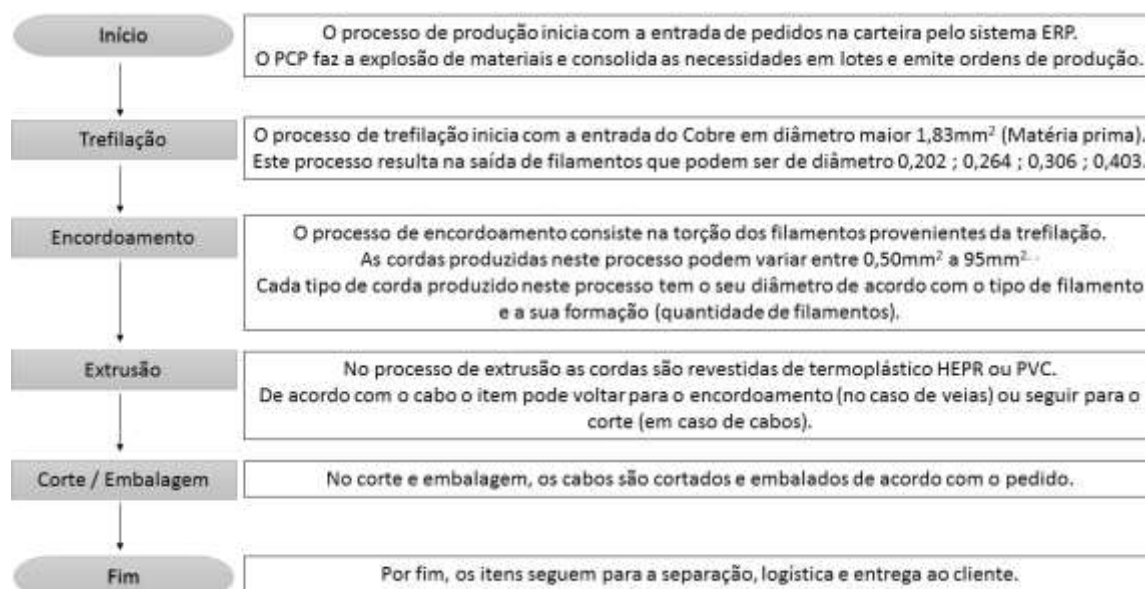 Início
O processo de produção inicia com a entrada de pedidos na carteira pelo sistema ERP.
O PCP faz a explosão de materiais e consolida as necessidades em lotes e emite ordens de produção.
Trefilação
O processo de trefilação inicia com a entrada do Cobre em diâmetro maior 1,83mm² (Matéria prima).
Este processo resulta na saída de filamentos que podem ser de diâmetro 0,202 ; 0,264 ; 0,306 ; 0,403.
Encordoamento
O processo de encordoamento consiste na torção dos filamentos provenientes da trefilação.
As cordas produzidas neste processo podem variar entre 0,50mm² a 95mm².
Cada tipo de corda produzido neste processo tem o seu diâmetro de acordo com o tipo de filamento
e a sua formação (quantidade de filamentos).
Extrusão
No processo de extrusão as cordas são revestidas de termoplástico HEPR ou PVC.
De acordo com o cabo o item pode voltar para o encordoamento (no caso de veias) ou seguir para o
corte (em caso de cabos).
Corte / Embalagem
No corte e embalagem, os cabos são cortados e embalados de acordo com o pedido.
Fim
Por fim, os itens seguem para a separação, logística e entrega ao cliente.